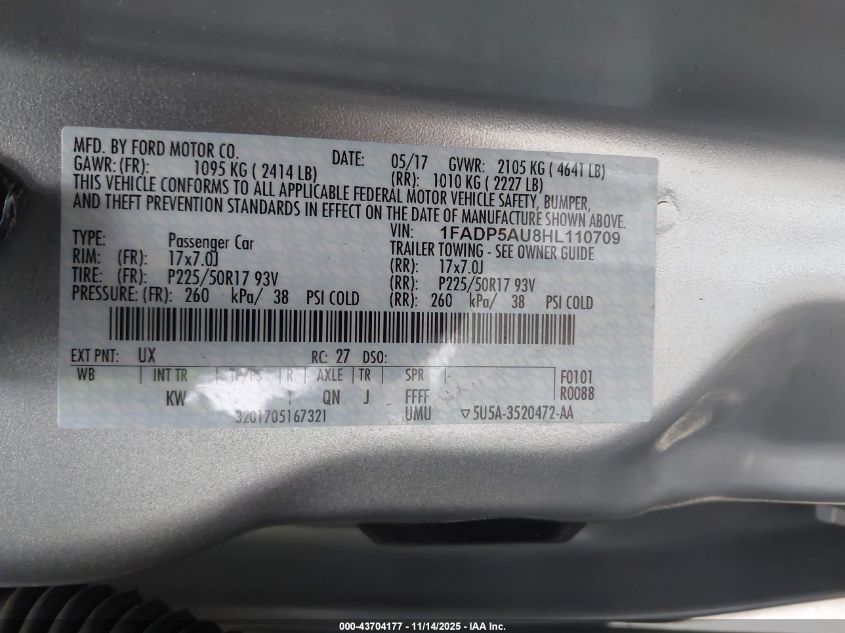 MFD. BY FORD MOTOR CO. DATE: 05/17 GVWR: 2105 KG ( 4641 LB)
GAWR: (FR): 1095 KG ( 2414 LB) (RR): 1010 KG ( 2227 LB)
THIS VEHICLE CONFORMS TO ALL APPLICABLE FEDERAL MOTOR VEHICLE SAFETY, BUMPER,
AND THEFT PREVENTION STANDARDS IN EFFECT ON THE DATE OF MANUFACTURE SHOWN ABOVE.
VIN: 1FADP5AU8HL110709
TYPE: Passenger Car TRAILER TOWING - SEE OWNER GUIDE
RIM: (FR): 17x7.0J (RR): 17x7.0J
TIRE: (FR): P225/50R17 93V (RR): P225/50R17 93V
PRESSURE: (FR): 260 kPa/ 38 PSI COLD (RR): 260 kPa/ 38 PSI COLD
EXT PNT: UX RC: 27 DSO:
WB INT TR TP/PS R AXLE TR SPR F0101
KW I QN J FFFF R0088
3201705167321 UMU ▽5U5A-3520472-AA
000-43704177 - 11/14/2025 - IAA Inc.